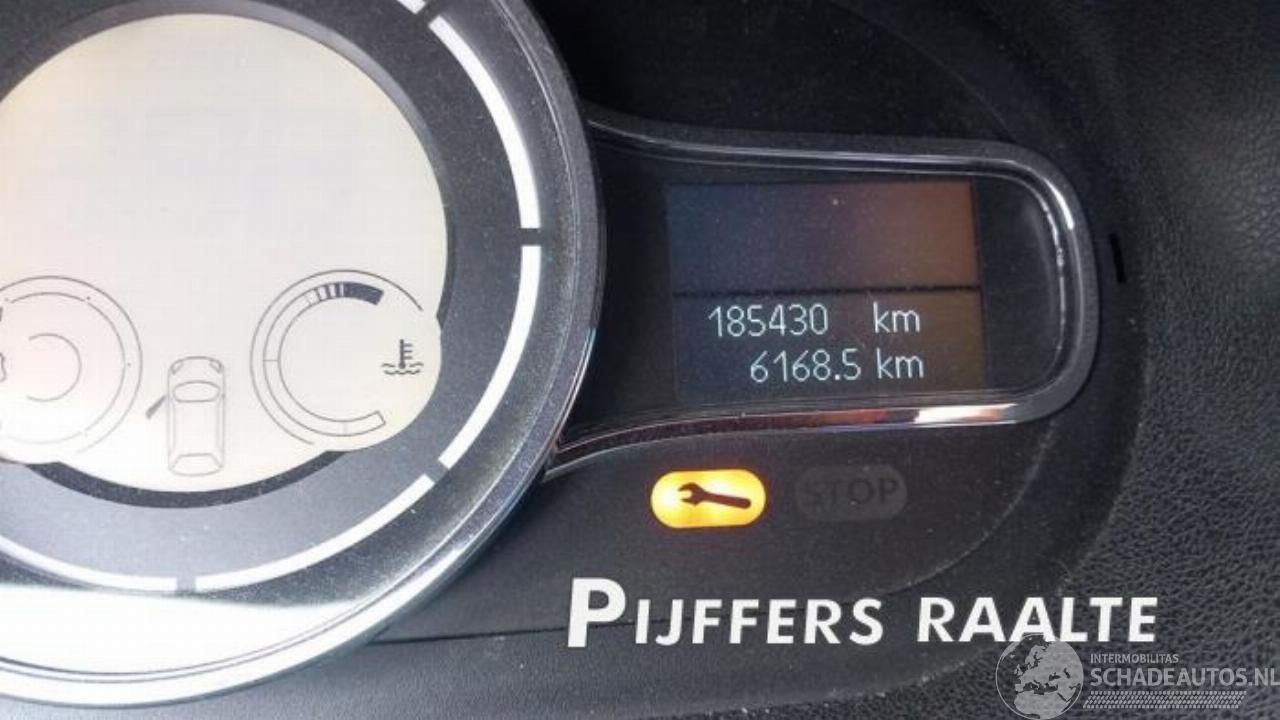 185430 km
6168.5 km
STOP
PIJFFERS RAALTE
INTERMOBILITAS
SCHADEAUTOS.NL